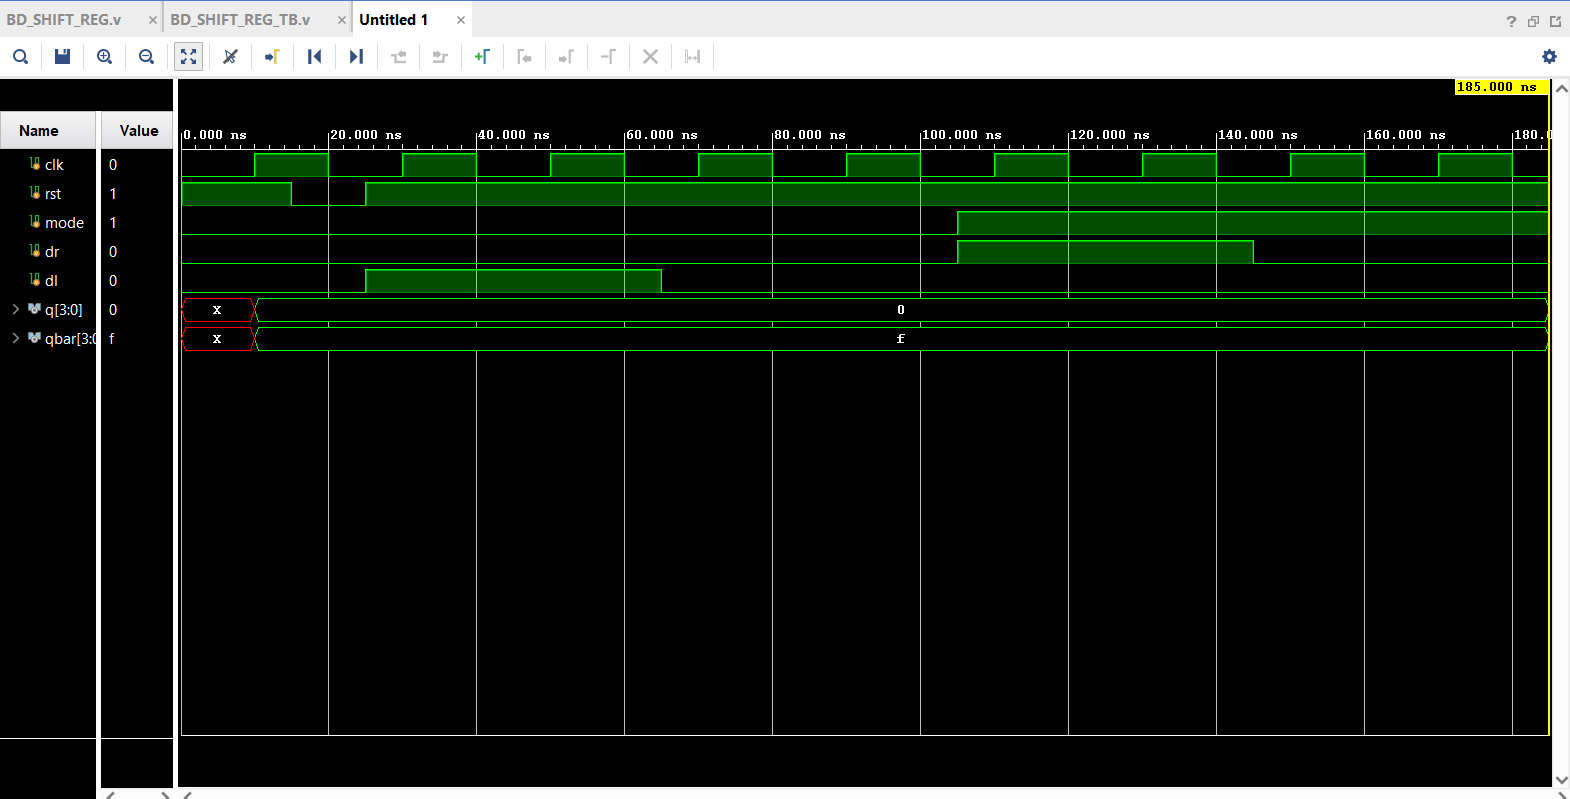 BD_SHIFT_REG.v × BD_SHIFT_REG_TB.v × Untitled 1 ×
?
185.000 ns
Name Value
0.000 ns 20.000 ns 40.000 ns 60.000 ns 80.000 ns 100.000 ns 120.000 ns 140.000 ns 160.000 ns 180.0
clk 0
rst 1
mode 1
dr 0
dl 0
q[3:0] 0 X 0
qbar[3:0 f X f